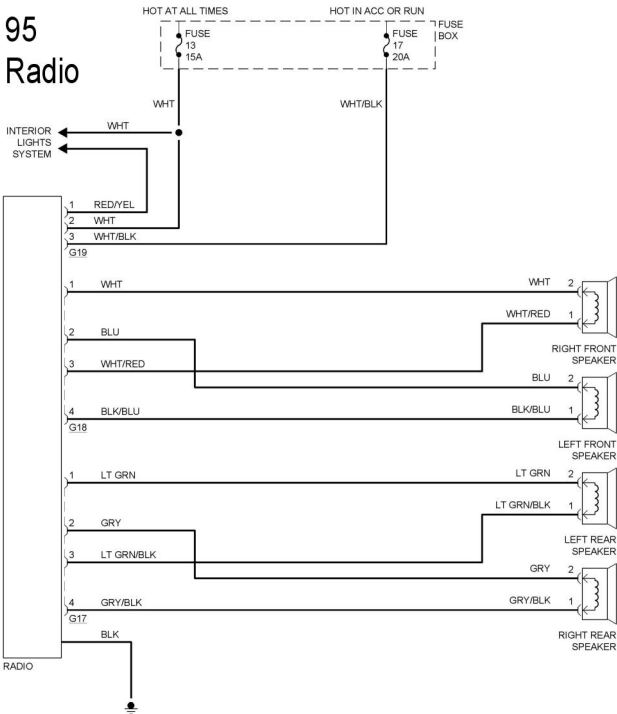 95
Radio
HOT AT ALL TIMES
HOT IN ACC OR RUN
FUSE
13
15A
FUSE
17
20A
FUSE
BOX
WHT
WHT/BLK
INTERIOR
LIGHTS
SYSTEM
WHT
1 RED/YEL
2 WHT
3 WHT/BLK
G19
1 WHT
WHT 2
WHT/RED 1
RIGHT FRONT
SPEAKER
2 BLU
3 WHT/RED
BLU 2
4 BLK/BLU
BLK/BLU 1
G18
LEFT FRONT
SPEAKER
1 LT GRN
LT GRN 2
LT GRN/BLK 1
LEFT REAR
SPEAKER
2 GRY
3 LT GRN/BLK
GRY 2
4 GRY/BLK
GRY/BLK 1
G17
RIGHT REAR
SPEAKER
BLK
RADIO